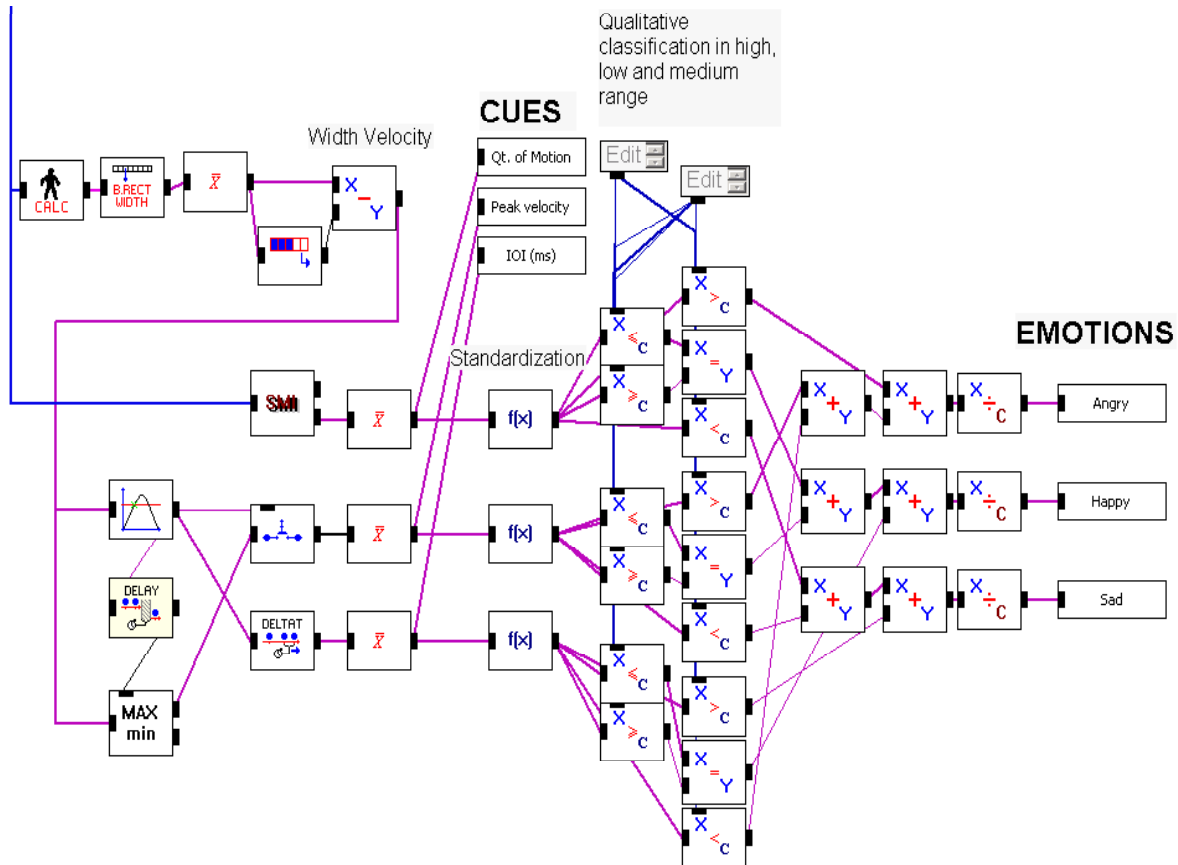 Qualitative
classification in high,
low and medium
range
CUES
Width Velocity
Edit
Edit
Qt. of Motion
Peak velocity
IOI (ms)
CALC
B.RECT
WIDTH
X̄
X − Y
X > C
X ≤ C
X = Y
X ≥ C
X < C
EMOTIONS
Standardization
SMI
X̄
f(x)
X + Y
X + Y
X ÷ C
Angry
X ≤ C
X ≥ C
X > C
X = Y
X < C
X̄
f(x)
X + Y
X + Y
X ÷ C
Happy
DELAY
DELTAT
X̄
f(x)
X + Y
X + Y
X ÷ C
Sad
X ≤ C
X ≥ C
X > C
X = Y
X < C
MAX
min